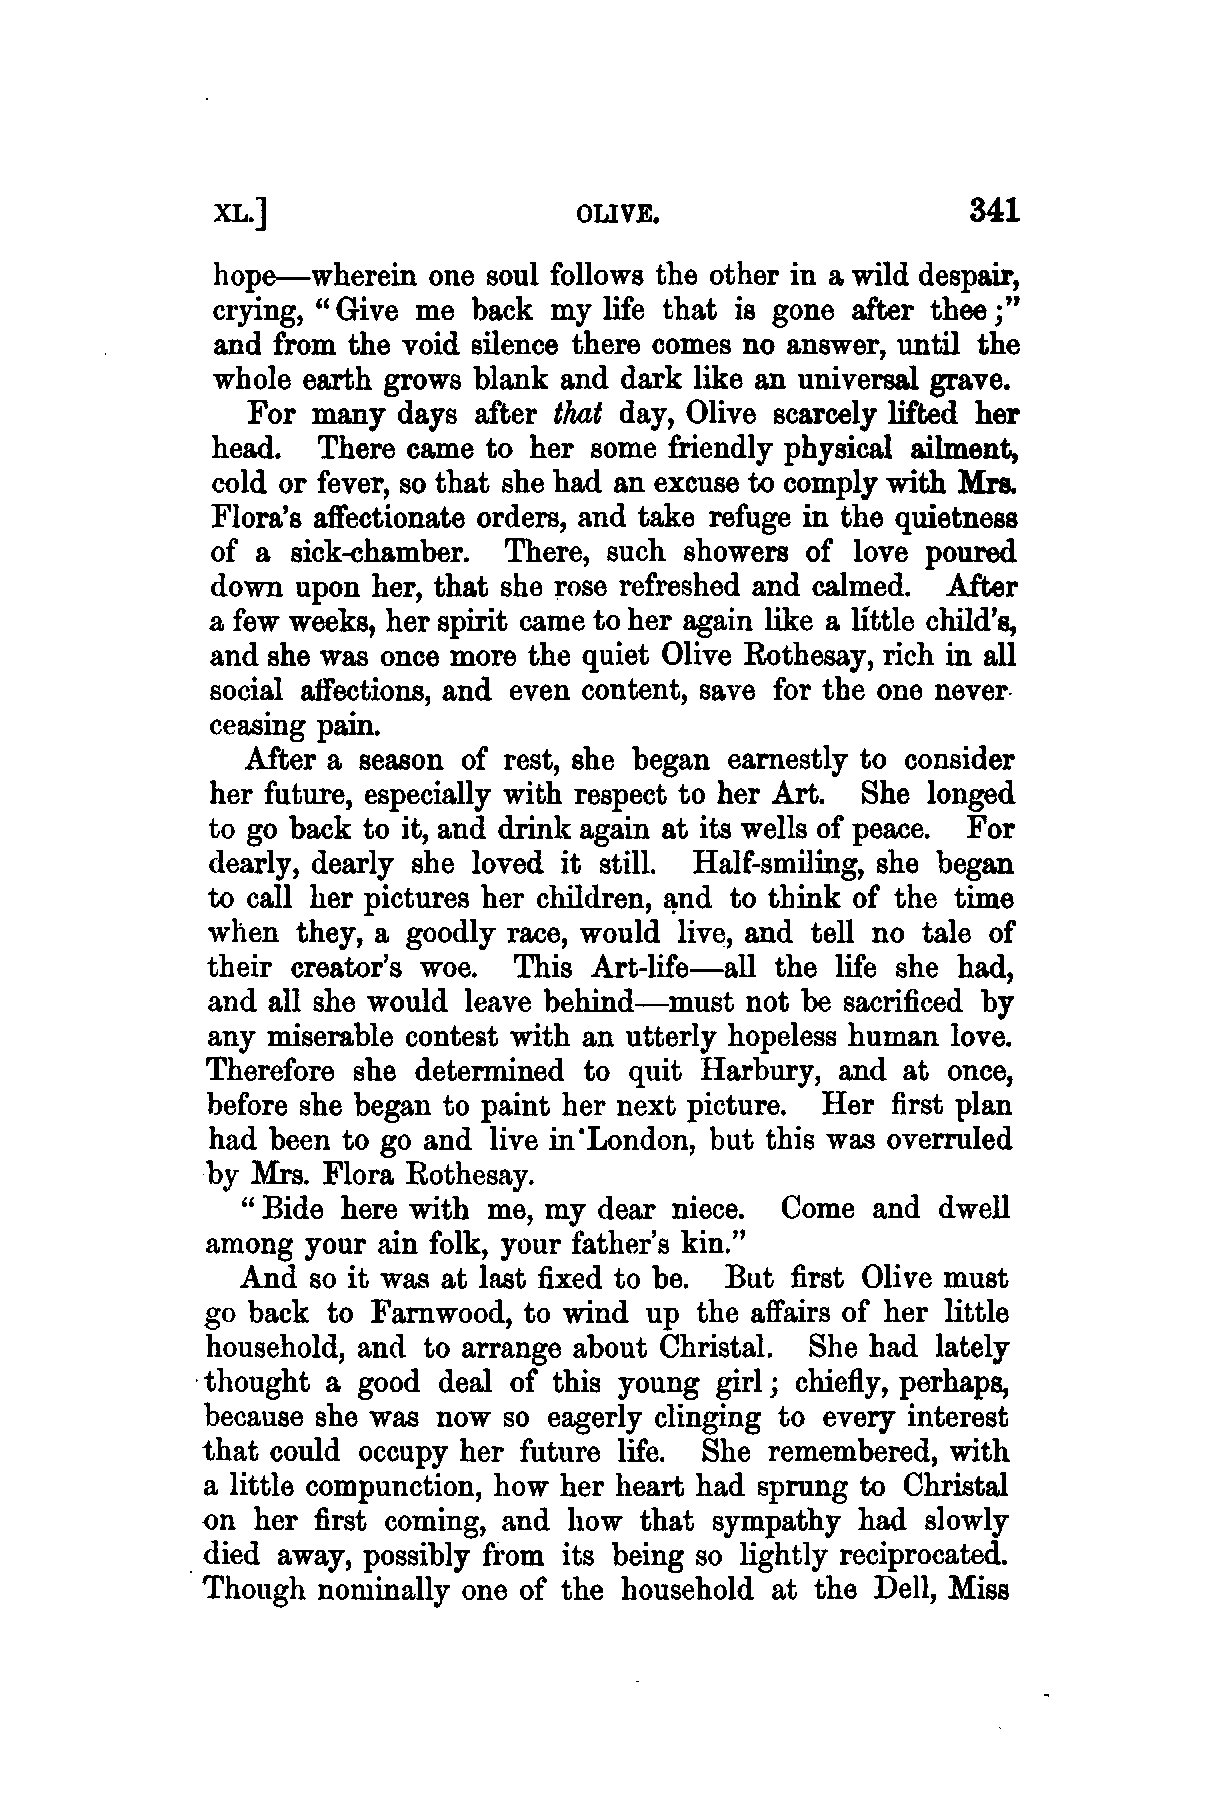 XL.] OLIVE. 341
hope—wherein one soul follows the other in a wild despair,
crying, “Give me back my life that is gone after thee;”
and from the void silence there comes no answer, until the
whole earth grows blank and dark like an universal grave.
For many days after that day, Olive scarcely lifted her
head. There came to her some friendly physical ailment,
cold or fever, so that she had an excuse to comply with Mrs.
Flora’s affectionate orders, and take refuge in the quietness
of a sick-chamber. There, such showers of love poured
down upon her, that she rose refreshed and calmed. After
a few weeks, her spirit came to her again like a little child’s,
and she was once more the quiet Olive Rothesay, rich in all
social affections, and even content, save for the one never-
ceasing pain.
After a season of rest, she began earnestly to consider
her future, especially with respect to her Art. She longed
to go back to it, and drink again at its wells of peace. For
dearly, dearly she loved it still. Half-smiling, she began
to call her pictures her children, and to think of the time
when they, a goodly race, would live, and tell no tale of
their creator’s woe. This Art-life—all the life she had,
and all she would leave behind—must not be sacrificed by
any miserable contest with an utterly hopeless human love.
Therefore she determined to quit Harbury, and at once,
before she began to paint her next picture. Her first plan
had been to go and live in London, but this was overruled
by Mrs. Flora Rothesay.
“Bide here with me, my dear niece. Come and dwell
among your ain folk, your father’s kin.”
And so it was at last fixed to be. But first Olive must
go back to Farnwood, to wind up the affairs of her little
household, and to arrange about Christal. She had lately
thought a good deal of this young girl; chiefly, perhaps,
because she was now so eagerly clinging to every interest
that could occupy her future life. She remembered, with
a little compunction, how her heart had sprung to Christal
on her first coming, and how that sympathy had slowly
died away, possibly from its being so lightly reciprocated.
Though nominally one of the household at the Dell, Miss